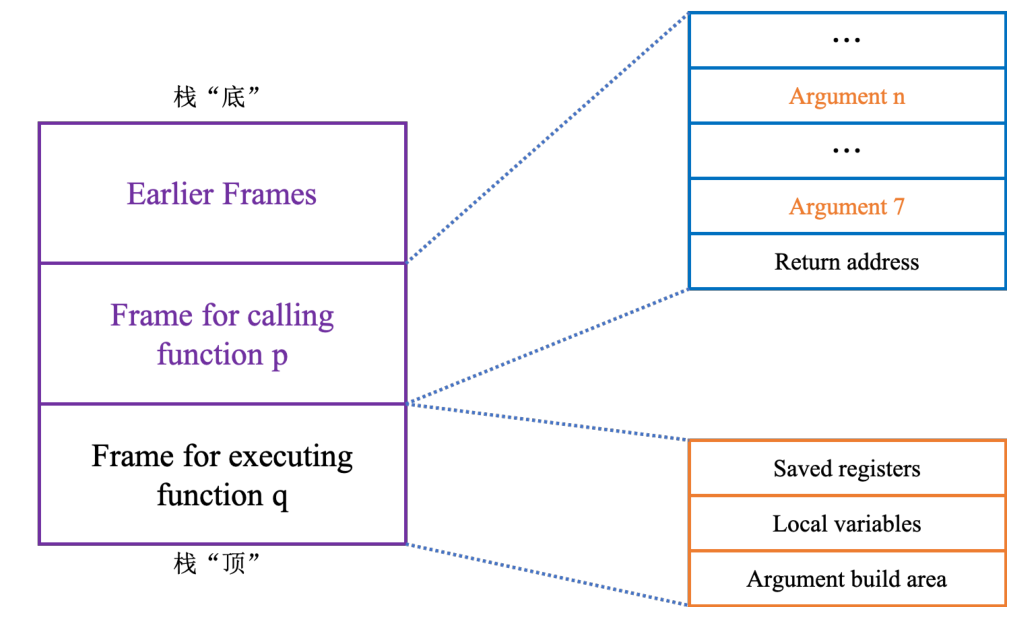 栈“底”
Earlier Frames
Frame for calling
function p
Frame for executing
function q
栈“顶”
...
Argument n
...
Argument 7
Return address
Saved registers
Local variables
Argument build area